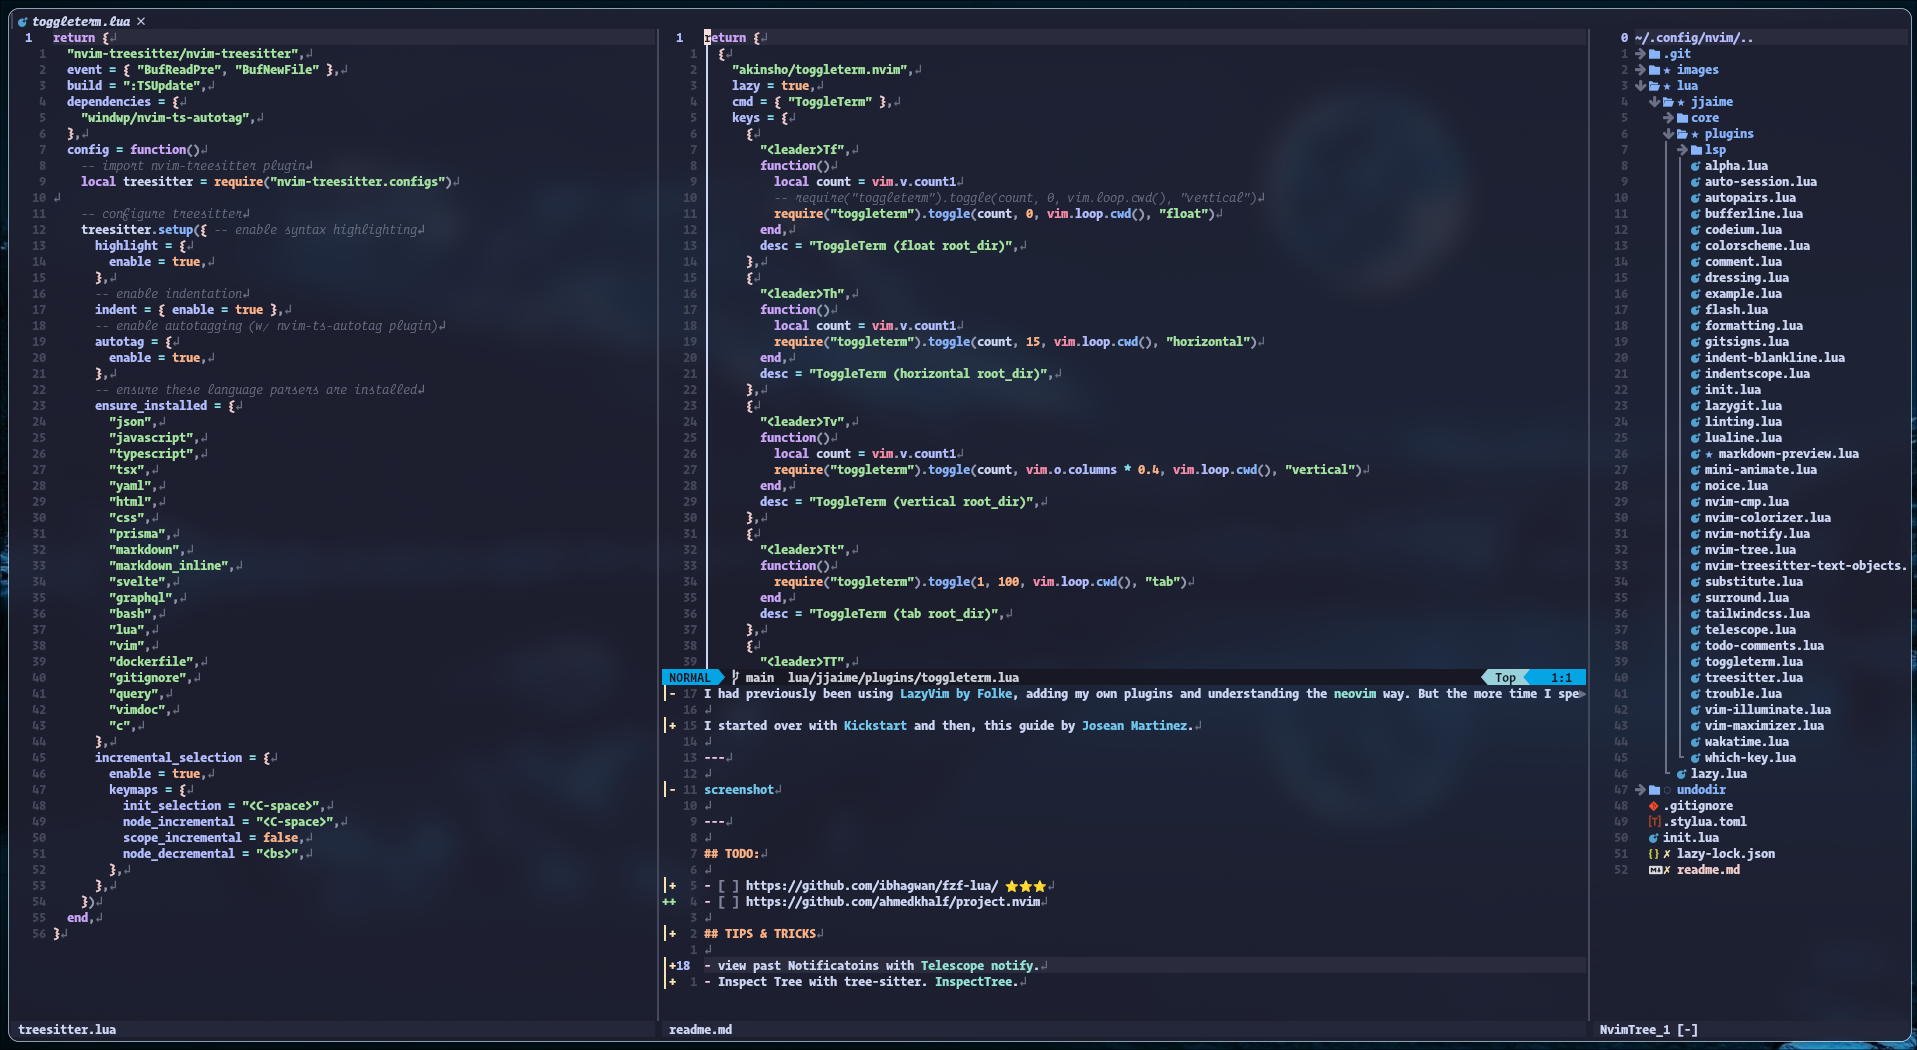 toggleterm.lua ×
1 return {
1 "nvim-treesitter/nvim-treesitter",
2 event = { "BufReadPre", "BufNewFile" },
3 build = ":TSUpdate",
4 dependencies = {
5 "windwp/nvim-ts-autotag",
6 },
7 config = function()
8 -- import nvim-treesitter plugin
9 local treesitter = require("nvim-treesitter.configs")
10
11 -- configure treesitter
12 treesitter.setup({ -- enable syntax highlighting
13 highlight = {
14 enable = true,
15 },
16 -- enable indentation
17 indent = { enable = true },
18 -- enable autotagging (w/ nvim-ts-autotag plugin)
19 autotag = {
20 enable = true,
21 },
22 -- ensure these language parsers are installed
23 ensure_installed = {
24 "json",
25 "javascript",
26 "typescript",
27 "tsx",
28 "yaml",
29 "html",
30 "css",
31 "prisma",
32 "markdown",
33 "markdown_inline",
34 "svelte",
35 "graphql",
36 "bash",
37 "lua",
38 "vim",
39 "dockerfile",
40 "gitignore",
41 "query",
42 "vimdoc",
43 "c",
44 },
45 incremental_selection = {
46 enable = true,
47 keymaps = {
48 init_selection = "<C-space>",
49 node_incremental = "<C-space>",
50 scope_incremental = false,
51 node_decremental = "<bs>",
52 },
53 },
54 })
55 end,
56 }
treesitter.lua
1 return {
1 {
2 "akinsho/toggleterm.nvim",
3 lazy = true,
4 cmd = { "ToggleTerm" },
5 keys = {
6 {
7 "<leader>Tf",
8 function()
9 local count = vim.v.count1
10 -- require("toggleterm").toggle(count, 0, vim.loop.cwd(), "vertical")
11 require("toggleterm").toggle(count, 0, vim.loop.cwd(), "float")
12 end,
13 desc = "ToggleTerm (float root_dir)",
14 },
15 {
16 "<leader>Th",
17 function()
18 local count = vim.v.count1
19 require("toggleterm").toggle(count, 15, vim.loop.cwd(), "horizontal")
20 end,
21 desc = "ToggleTerm (horizontal root_dir)",
22 },
23 {
24 "<leader>Tv",
25 function()
26 local count = vim.v.count1
27 require("toggleterm").toggle(count, vim.o.columns * 0.4, vim.loop.cwd(), "vertical")
28 end,
29 desc = "ToggleTerm (vertical root_dir)",
30 },
31 {
32 "<leader>Tt",
33 function()
34 require("toggleterm").toggle(1, 100, vim.loop.cwd(), "tab")
35 end,
36 desc = "ToggleTerm (tab root_dir)",
37 },
38 {
39 "<leader>TT",
NORMAL main lua/jjaime/plugins/toggleterm.lua Top 1:1
- 17 I had previously been using LazyVim by Folke, adding my own plugins and understanding the neovim way. But the more time I spe
16
+ 15 I started over with Kickstart and then, this guide by Josean Martinez.
14
13 ---
12
- 11 screenshot
10
9 ---
8
7 ## TODO:
6
+ 5 - [ ] https://github.com/ibhagwan/fzf-lua/ ⭐⭐⭐
++ 4 - [ ] https://github.com/ahmedkhalf/project.nvim
3
+ 2 ## TIPS & TRICKS
1
+18 - view past Notificatoins with Telescope notify.
+ 1 - Inspect Tree with tree-sitter. InspectTree.
readme.md
0 ~/.config/nvim/..
1 .git
2 ★ images
3 ★ lua
4 ★ jjaime
5 core
6 ★ plugins
7 lsp
8 alpha.lua
9 auto-session.lua
10 autopairs.lua
11 bufferline.lua
12 codeium.lua
13 colorscheme.lua
14 comment.lua
15 dressing.lua
16 example.lua
17 flash.lua
18 formatting.lua
19 gitsigns.lua
20 indent-blankline.lua
21 indentscope.lua
22 init.lua
23 lazygit.lua
24 linting.lua
25 lualine.lua
26 ★ markdown-preview.lua
27 mini-animate.lua
28 noice.lua
29 nvim-cmp.lua
30 nvim-colorizer.lua
31 nvim-notify.lua
32 nvim-tree.lua
33 nvim-treesitter-text-objects.
34 substitute.lua
35 surround.lua
36 tailwindcss.lua
37 telescope.lua
38 todo-comments.lua
39 toggleterm.lua
40 treesitter.lua
41 trouble.lua
42 vim-illuminate.lua
43 vim-maximizer.lua
44 wakatime.lua
45 which-key.lua
46 lazy.lua
47 ◌ undodir
48 .gitignore
49 [T] .stylua.toml
50 init.lua
51 {} ✗ lazy-lock.json
52 ✗ readme.md
NvimTree_1 [-]